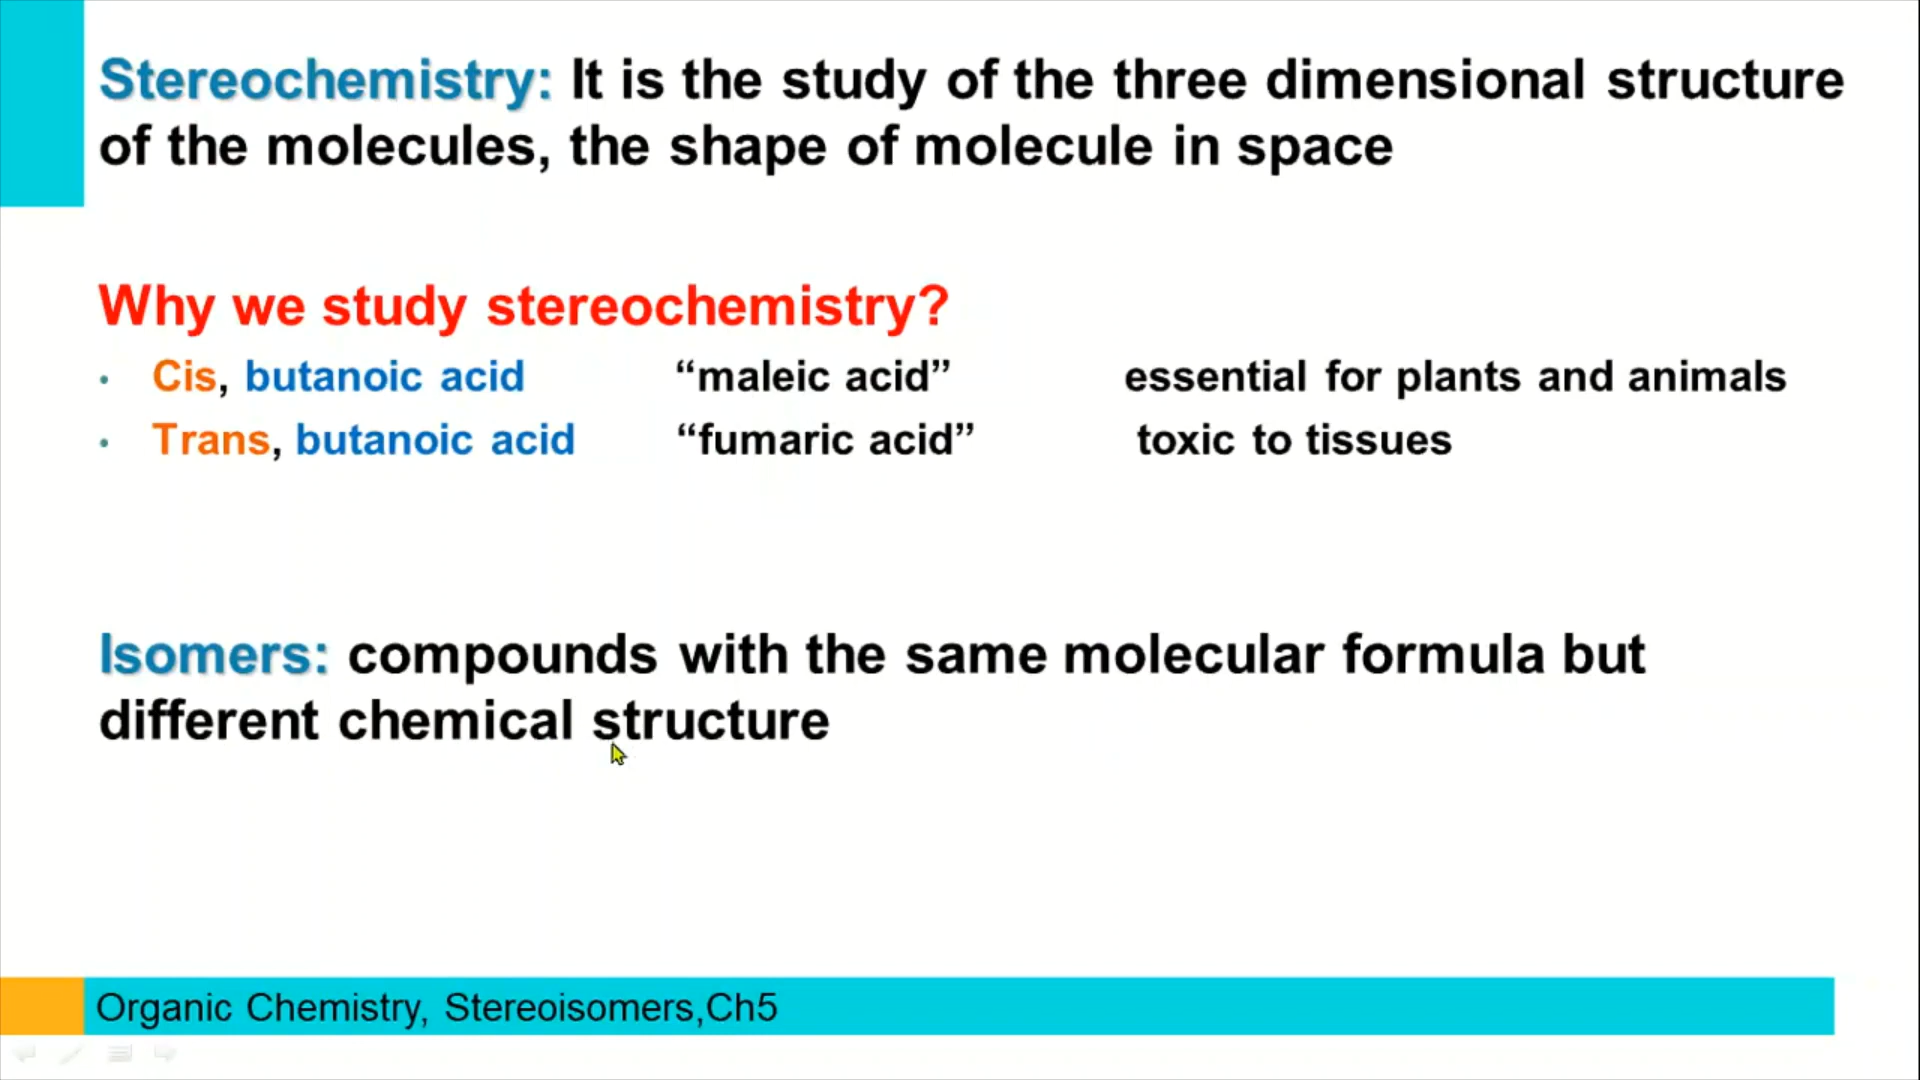 Stereochemistry: It is the study of the three dimensional structure
of the molecules, the shape of molecule in space
Why we study stereochemistry?
• Cis, butanoic acid “maleic acid” essential for plants and animals
• Trans, butanoic acid “fumaric acid” toxic to tissues
Isomers: compounds with the same molecular formula but
different chemical structure
Organic Chemistry, Stereoisomers,Ch5